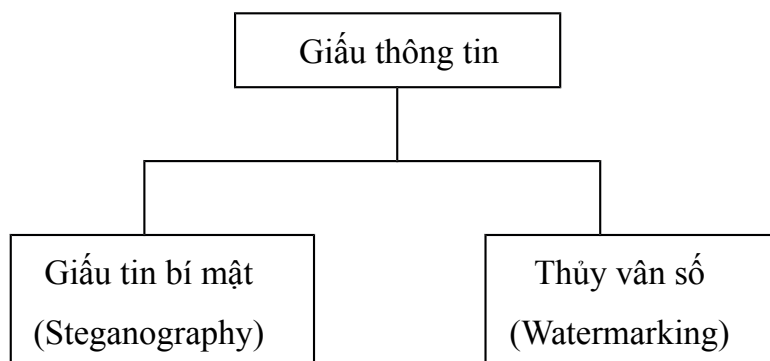 Giấu thông tin
Giấu tin bí mật
(Steganography)
Thủy vân số
(Watermarking)